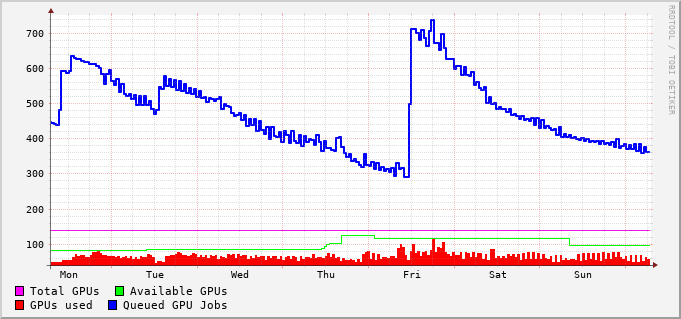 RRDTOOL / TOBI OETIKER
700
600
500
400
300
200
100
Mon Tue Wed Thu Fri Sat Sun
Total GPUs Available GPUs
GPUs used Queued GPU Jobs